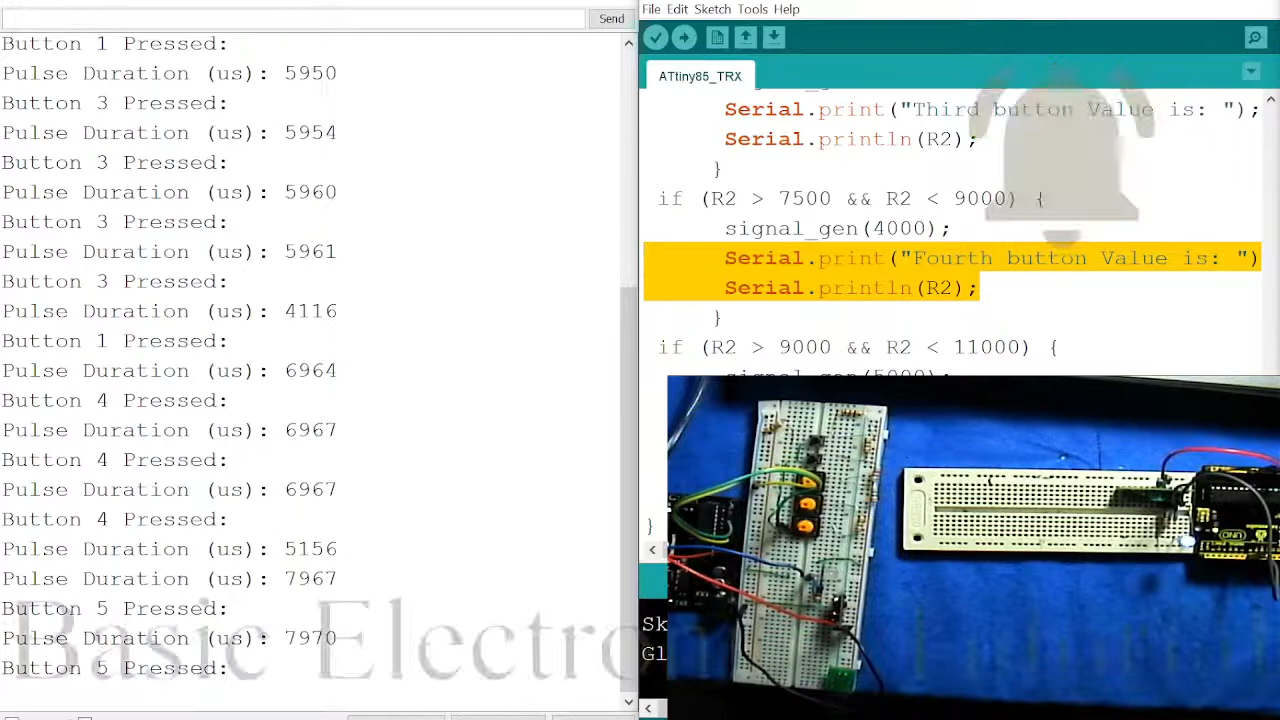 Send
Button 1 Pressed:
Pulse Duration (us): 5950
Button 3 Pressed:
Pulse Duration (us): 5954
Button 3 Pressed:
Pulse Duration (us): 5960
Button 3 Pressed:
Pulse Duration (us): 5961
Button 3 Pressed:
Pulse Duration (us): 4116
Button 1 Pressed:
Pulse Duration (us): 6964
Button 4 Pressed:
Pulse Duration (us): 6967
Button 4 Pressed:
Pulse Duration (us): 6967
Button 4 Pressed:
Pulse Duration (us): 5156
Pulse Duration (us): 7967
Button 5 Pressed:
Pulse Duration (us): 7970
Button 5 Pressed:
File Edit Sketch Tools Help
ATtiny85_TRX
Serial.print("Third button Value is: ");
Serial.println(R2);
}
if (R2 > 7500 && R2 < 9000) {
signal_gen(4000);
Serial.print("Fourth button Value is: ")
Serial.println(R2);
}
if (R2 > 9000 && R2 < 11000) {
signal_gen(5000);
}
Sk
Gl
UNO
Basic Electro